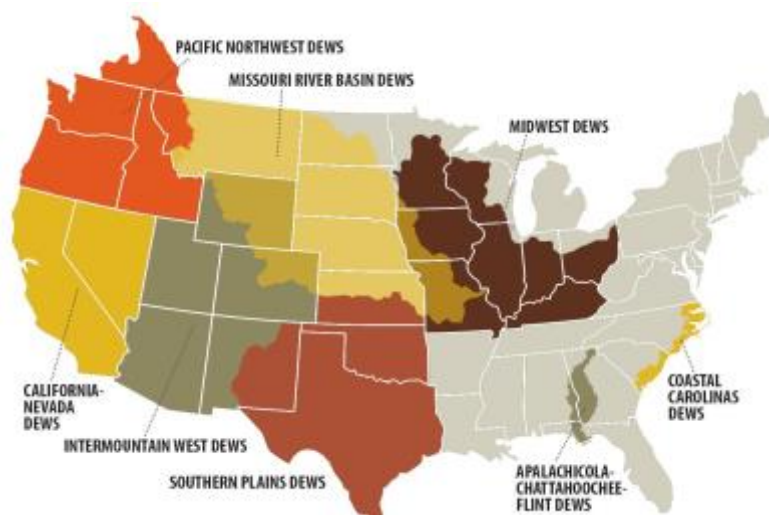 PACIFIC NORTHWEST DEWS
MISSOURI RIVER BASIN DEWS
MIDWEST DEWS
CALIFORNIA-
NEVADA
DEWS
INTERMOUNTAIN WEST DEWS
SOUTHERN PLAINS DEWS
COASTAL
CAROLINAS
DEWS
APALACHICOLA-
CHATTAHOOCHEE-
FLINT DEWS